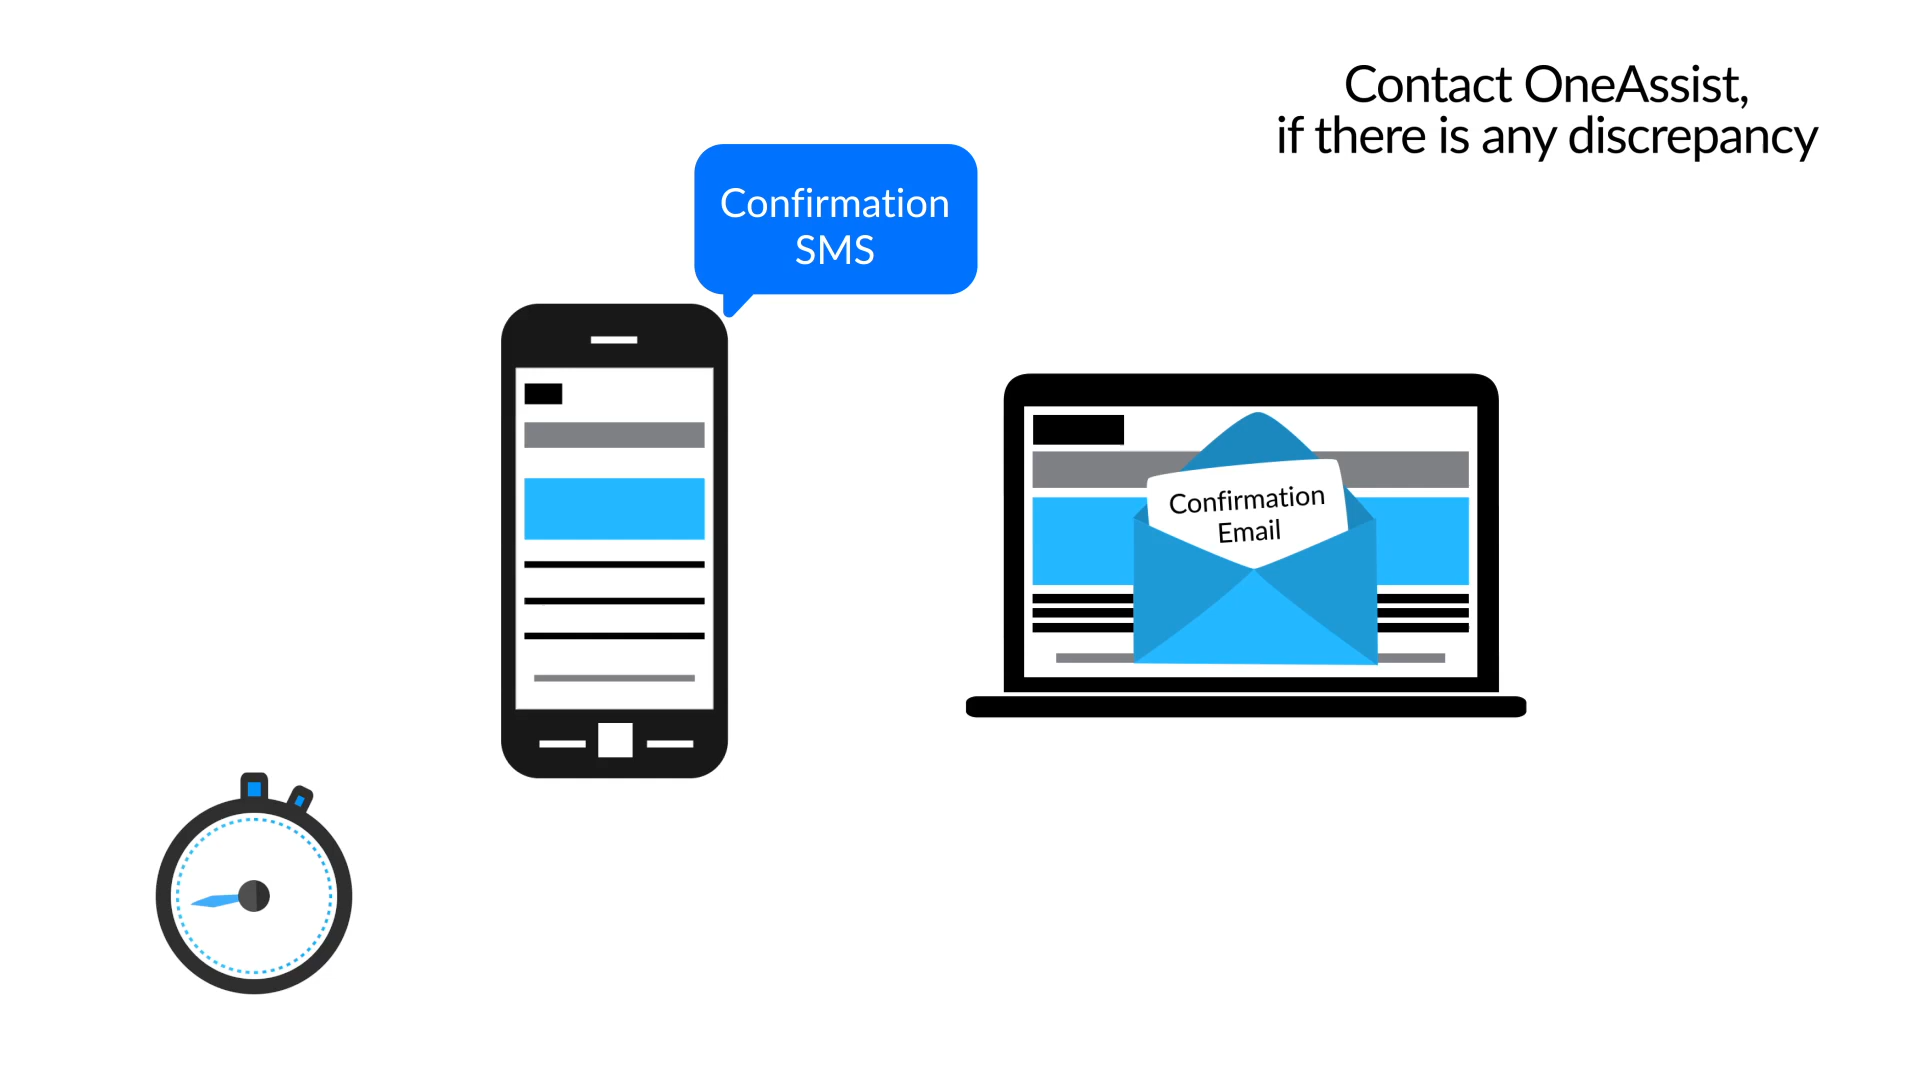 Contact OneAssist,
if there is any discrepancy
Confirmation
SMS
Confirmation
Email